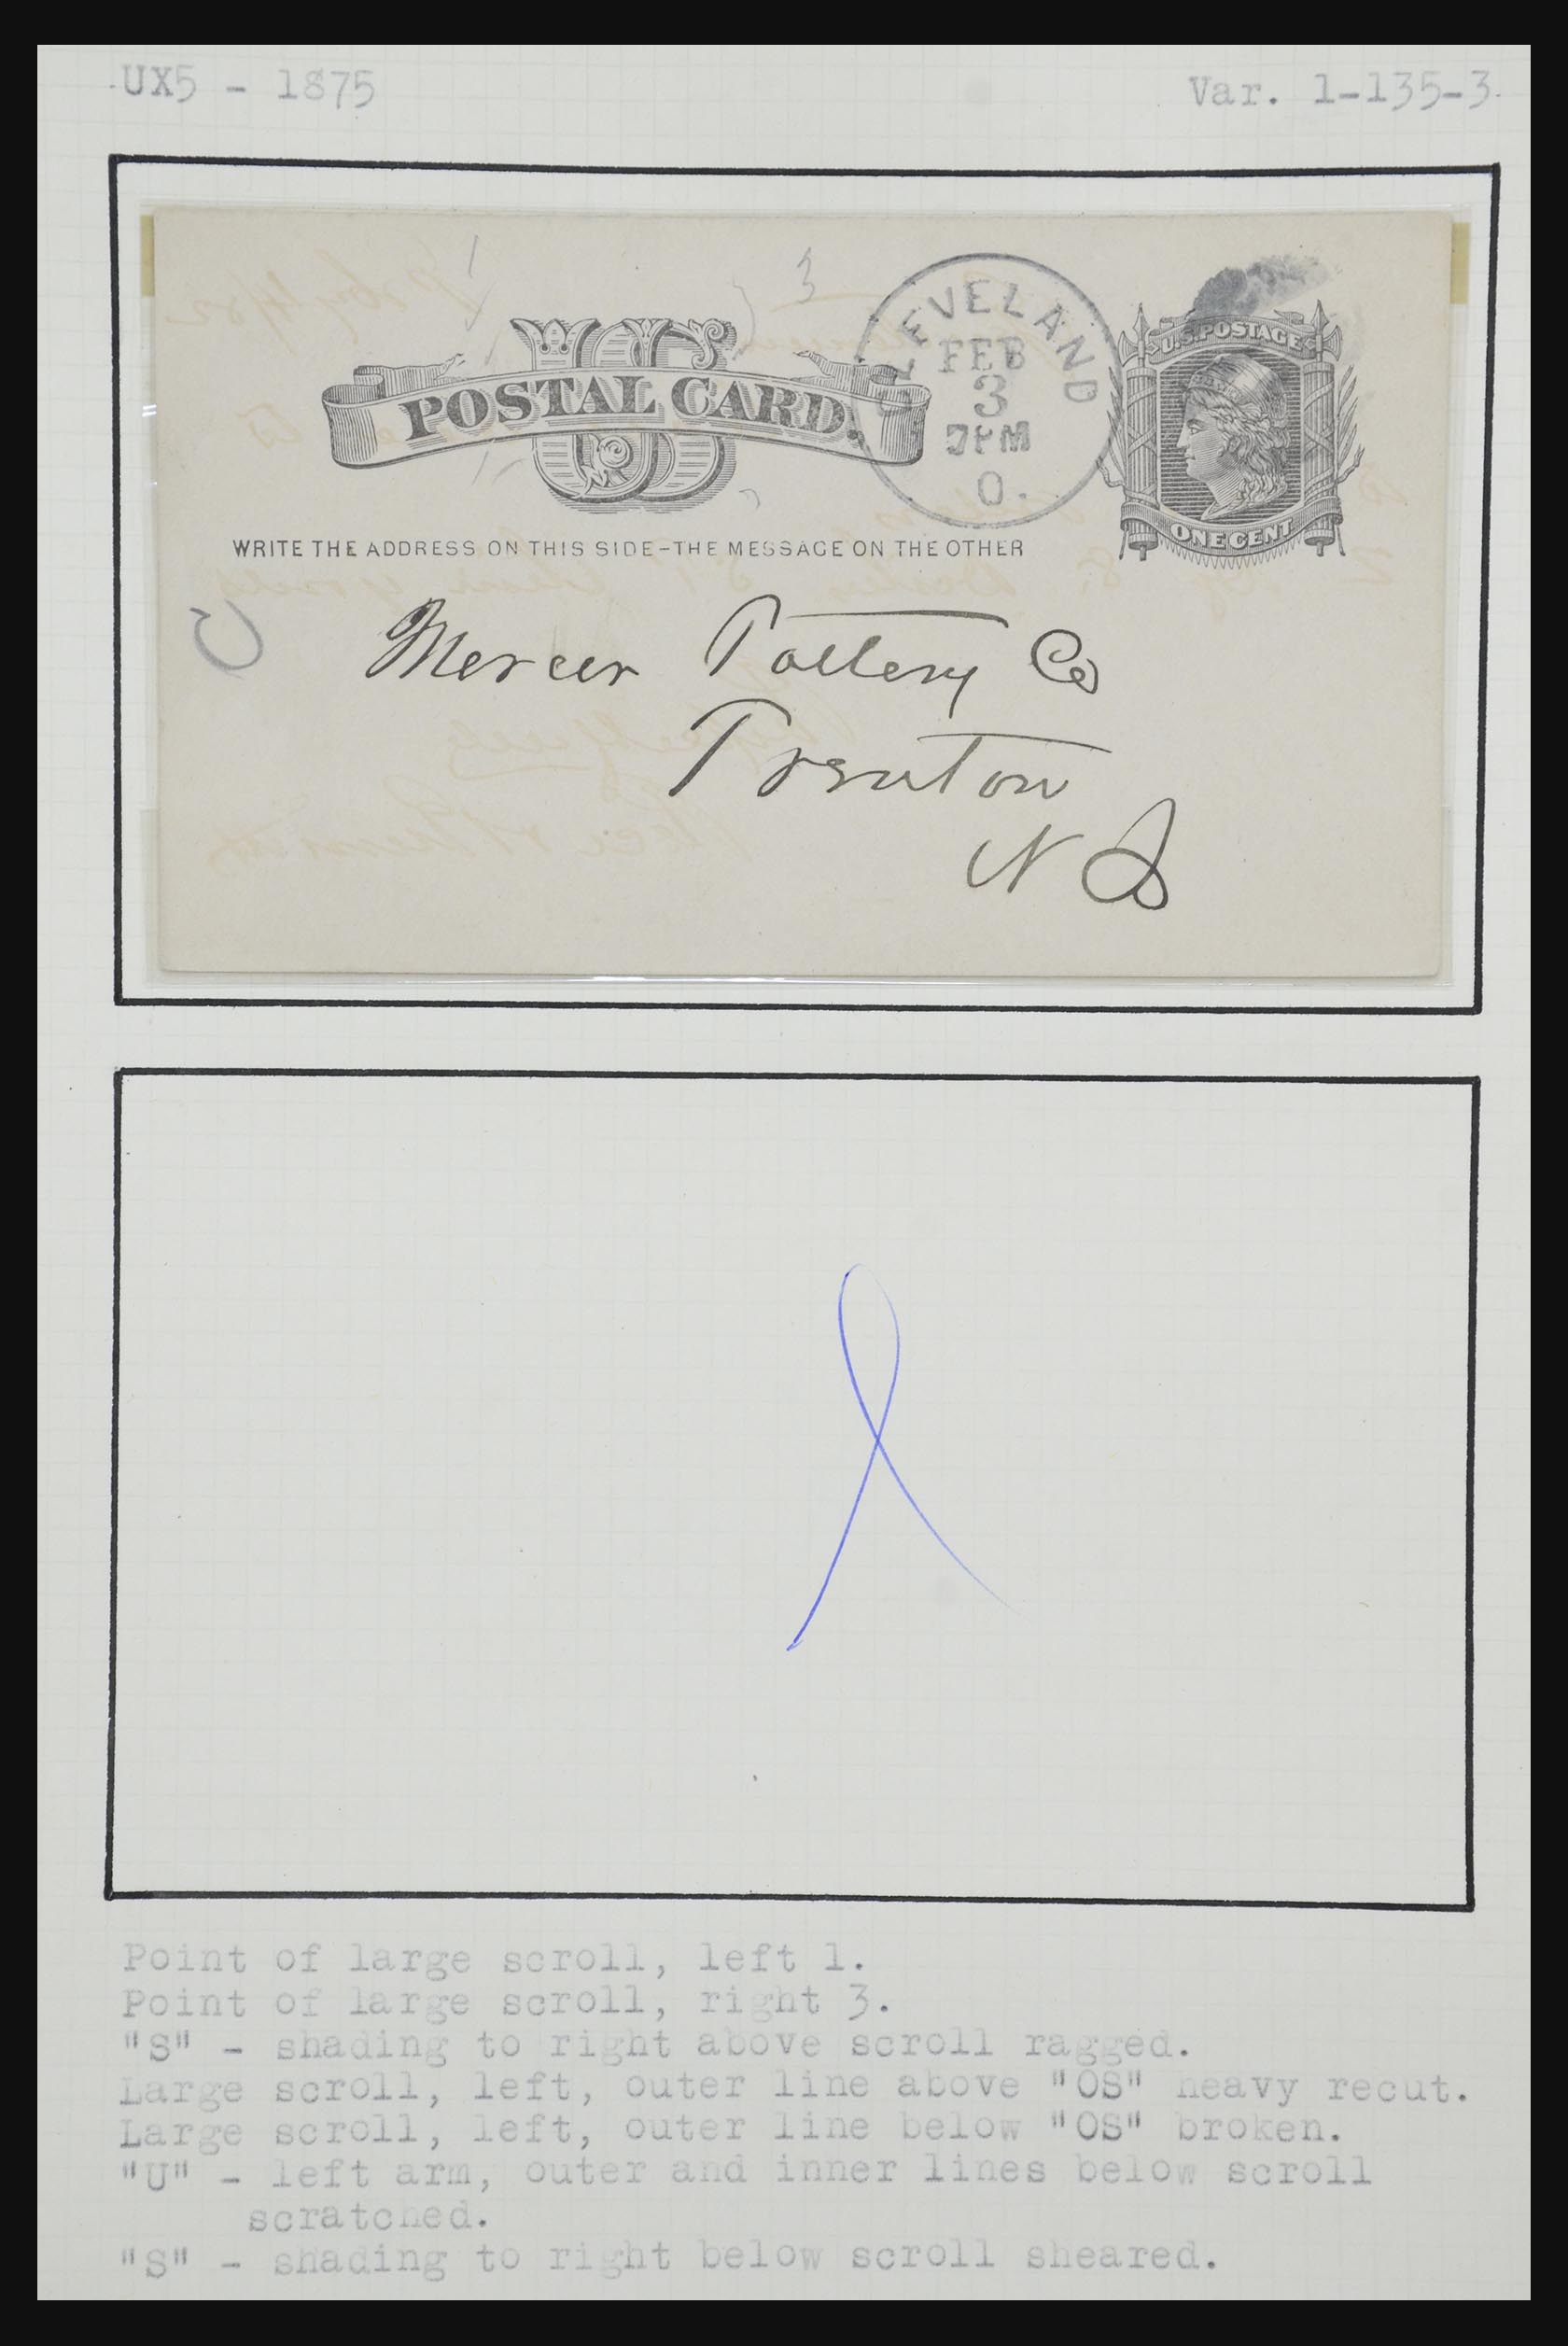 UX5 - 1875
Var. 1-135-3
3
U.S. POSTAGE
POSTAL CARD.
CLEVELAND
FEB
3
7PM
O.
ONE CENT
WRITE THE ADDRESS ON THIS SIDE-THE MESSAGE ON THE OTHER
Mercer Pottery Co
Trenton
N J
Point of large scroll, left 1.
Point of large scroll, right 3.
"S" - shading to right above scroll ragged.
Large scroll, left, outer line above "OS" heavy recut.
Large scroll, left, outer line below "OS" broken.
"U" - left arm, outer and inner lines below scroll
scratched.
"S" - shading to right below scroll sheared.